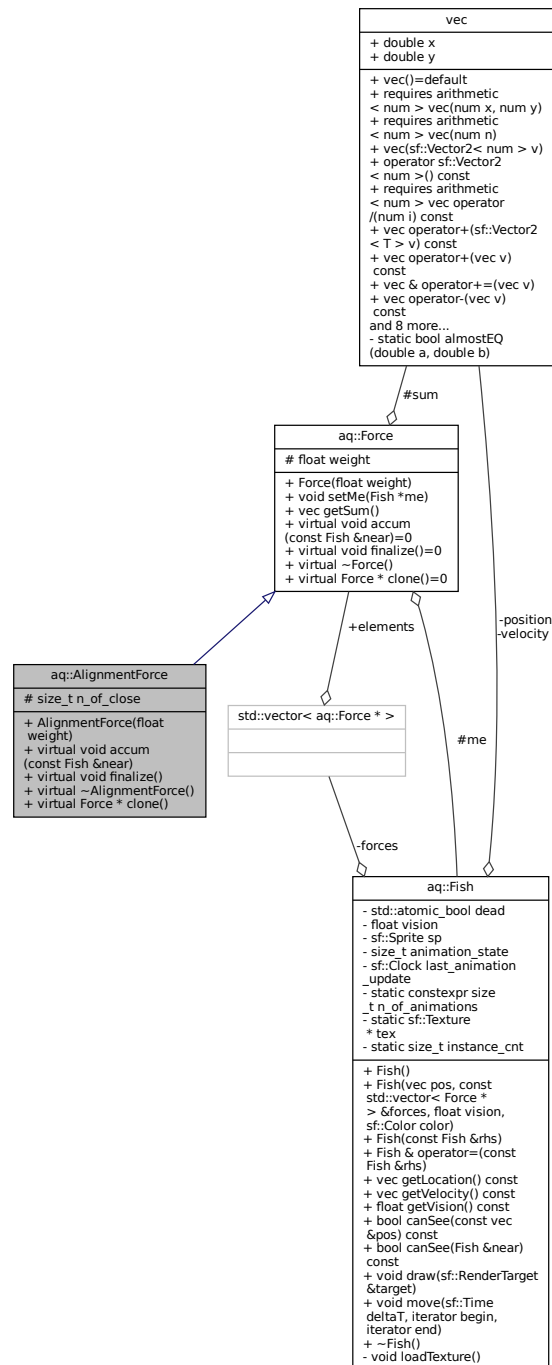 vec
+ double x
+ double y
+ vec()=default
+ requires arithmetic
< num > vec(num x, num y)
+ requires arithmetic
< num > vec(num n)
+ vec(sf::Vector2< num > v)
+ operator sf::Vector2
< num >() const
+ requires arithmetic
< num > vec operator
/(num i) const
+ vec operator+(sf::Vector2
< T > v) const
+ vec operator+(vec v)
const
+ vec & operator+=(vec v)
+ vec operator-(vec v)
const
and 8 more...
- static bool almostEQ
(double a, double b)
#sum
aq::Force
# float weight
+ Force(float weight)
+ void setMe(Fish *me)
+ vec getSum()
+ virtual void accum
(const Fish &near)=0
+ virtual void finalize()=0
+ virtual ~Force()
+ virtual Force * clone()=0
-position
-velocity
+elements
aq::AlignmentForce
# size_t n_of_close
+ AlignmentForce(float
weight)
+ virtual void accum
(const Fish &near)
+ virtual void finalize()
+ virtual ~AlignmentForce()
+ virtual Force * clone()
std::vector< aq::Force * >
#me
-forces
aq::Fish
- std::atomic_bool dead
- float vision
- sf::Sprite sp
- size_t animation_state
- sf::Clock last_animation
_update
- static constexpr size
_t n_of_animations
- static sf::Texture
* tex
- static size_t instance_cnt
+ Fish()
+ Fish(vec pos, const
std::vector< Force *
> &forces, float vision,
sf::Color color)
+ Fish(const Fish &rhs)
+ Fish & operator=(const
Fish &rhs)
+ vec getLocation() const
+ vec getVelocity() const
+ float getVision() const
+ bool canSee(const vec
&pos) const
+ bool canSee(Fish &near)
const
+ void draw(sf::RenderTarget
&target)
+ void move(sf::Time
deltaT, iterator begin,
iterator end)
+ ~Fish()
- void loadTexture()